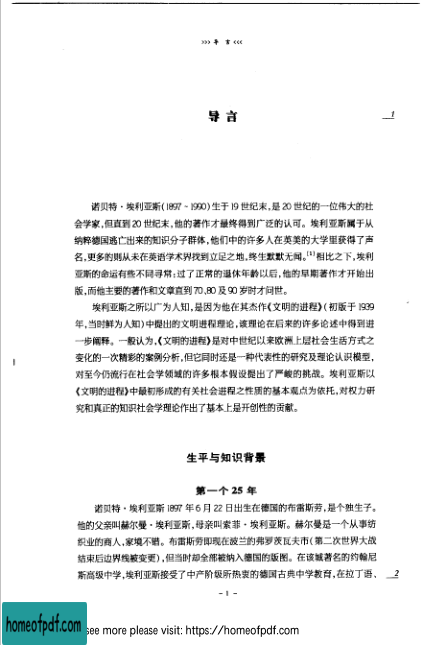 >>> 导 言 <<<
导 言
1
诺贝特·埃利亚斯(1897～1990)生于19世纪末,是20世纪的一位伟大的社
会学家,但直到20世纪末,他的著作才最终得到广泛的认可。埃利亚斯属于从
纳粹德国逃亡出来的知识分子群体,他们中的许多人在英美的大学里获得了声
名,更多的则从未在英语学术界找到立足之地,终生默默无闻。[1]相比之下,埃利
亚斯的命运有些不同寻常:过了正常的退休年龄以后,他的早期著作才开始出
版,而他主要的著作和文章直到70、80及90岁时才问世。
埃利亚斯之所以广为人知,是因为他在其杰作《文明的进程》(初版于1939
年,当时鲜为人知)中提出的文明进程理论,该理论在后来的许多论述中得到进
一步阐释。一般认为,《文明的进程》是对中世纪以来欧洲上层社会生活方式之
变化的一次精彩的案例分析,但它同时还是一种代表性的研究及理论认识模型,
对至今仍流行在社会学领域的许多根本假设提出了严峻的挑战。埃利亚斯以
《文明的进程》中最初形成的有关社会进程之性质的基本观点为依托,对权力研
究和真正的知识社会学理论作出了基本上是开创性的贡献。
生平与知识背景
第一个25年
诺贝特·埃利亚斯1897年6月22日出生在德国的布雷斯劳,是个独生子。
他的父亲叫赫尔曼·埃利亚斯,母亲叫索菲·埃利亚斯。赫尔曼是一个从事纺
织业的商人,家境不错。布雷斯劳即现在波兰的弗罗茨瓦夫市(第二次世界大战
结束后边界线被变更),但当时却全部被纳入德国的版图。在该城著名的约翰尼
斯高级中学,埃利亚斯接受了中产阶级所热衷的德国古典中学教育,在拉丁语、
2
- 1 -
homeofpdf.com
see more please visit: https://homeofpdf.com